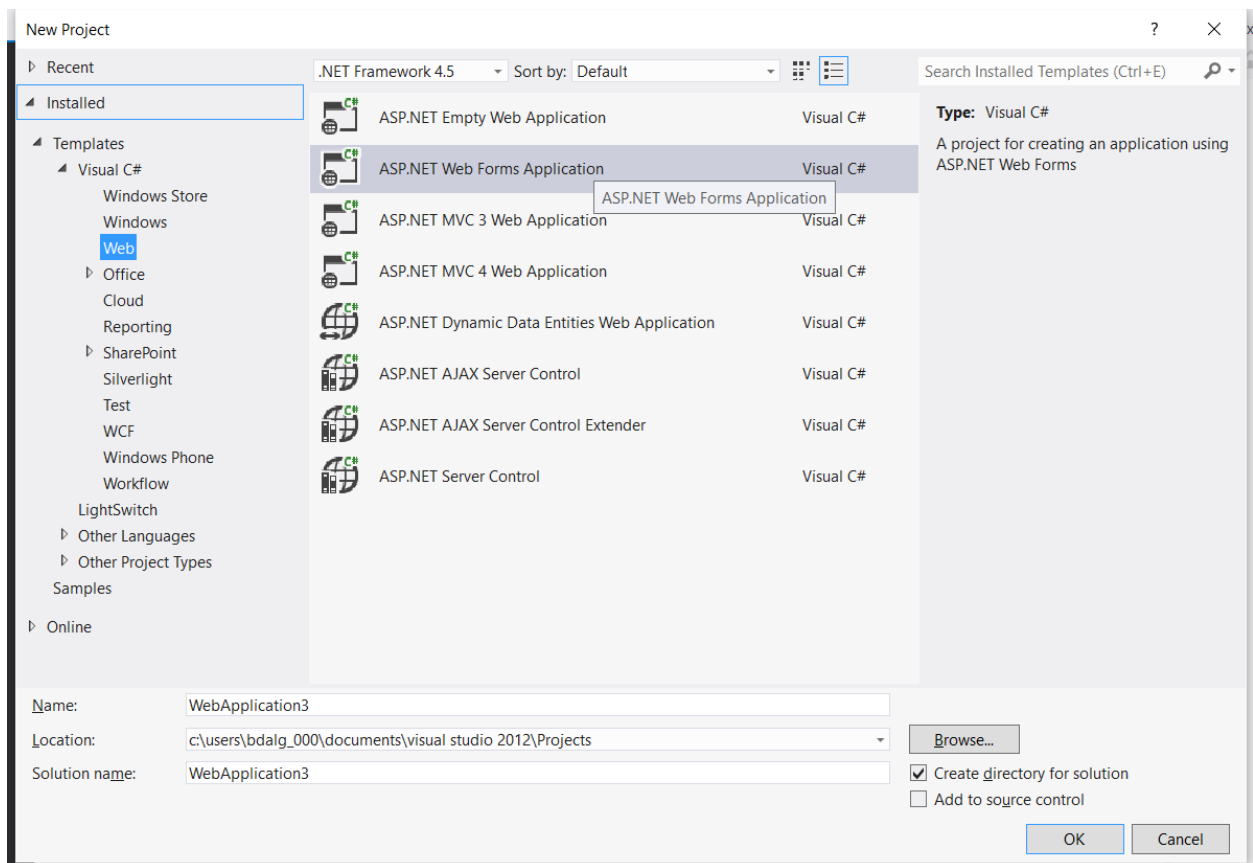 New Project
?
Recent
Installed
Templates
Visual C#
Windows Store
Windows
Web
Office
Cloud
Reporting
SharePoint
Silverlight
Test
WCF
Windows Phone
Workflow
LightSwitch
Other Languages
Other Project Types
Samples
Online
.NET Framework 4.5 Sort by: Default
ASP.NET Empty Web Application Visual C#
ASP.NET Web Forms Application Visual C#
ASP.NET Web Forms Application
ASP.NET MVC 3 Web Application Visual C#
ASP.NET MVC 4 Web Application Visual C#
ASP.NET Dynamic Data Entities Web Application Visual C#
ASP.NET AJAX Server Control Visual C#
ASP.NET AJAX Server Control Extender Visual C#
ASP.NET Server Control Visual C#
Search Installed Templates (Ctrl+E)
Type: Visual C#
A project for creating an application using
ASP.NET Web Forms
Name: WebApplication3
Location: c:\users\bdalg_000\documents\visual studio 2012\Projects
Browse...
Solution name: WebApplication3
Create directory for solution
Add to source control
OK Cancel